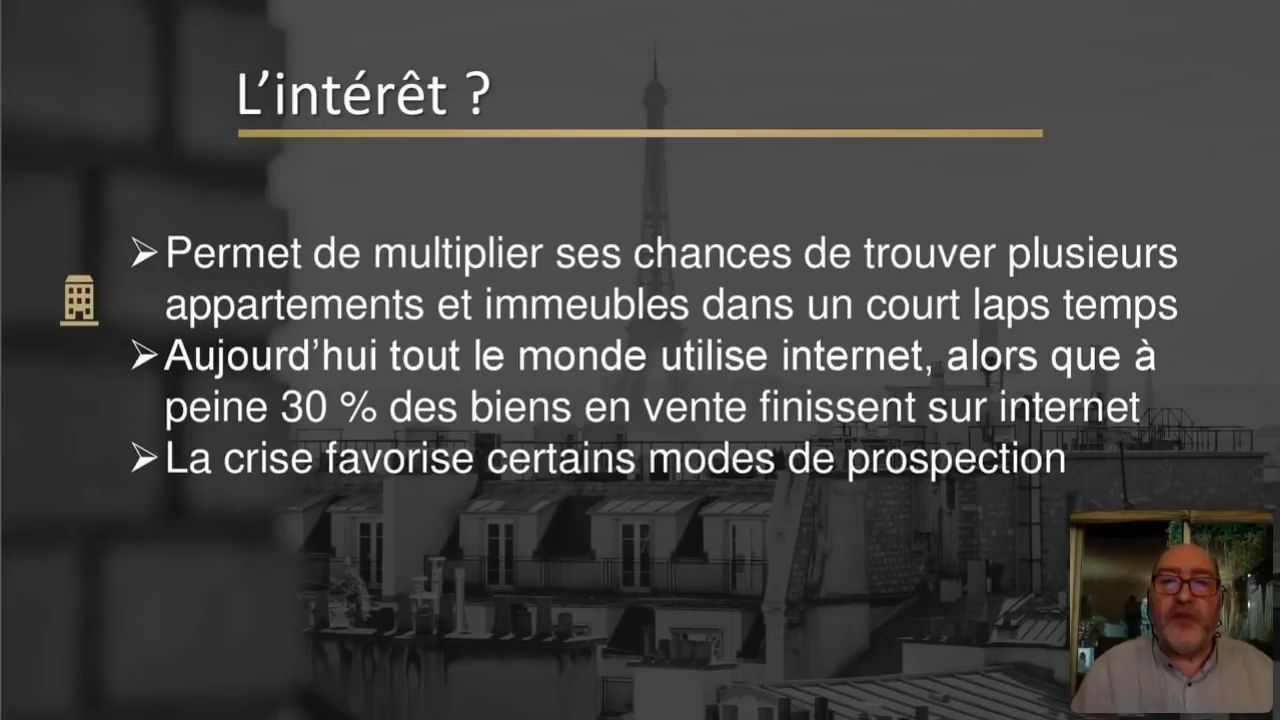 L'intérêt ?
➢Permet de multiplier ses chances de trouver plusieurs
appartements et immeubles dans un court laps temps
➢Aujourd'hui tout le monde utilise internet, alors que à
peine 30 % des biens en vente finissent sur internet
➢La crise favorise certains modes de prospection